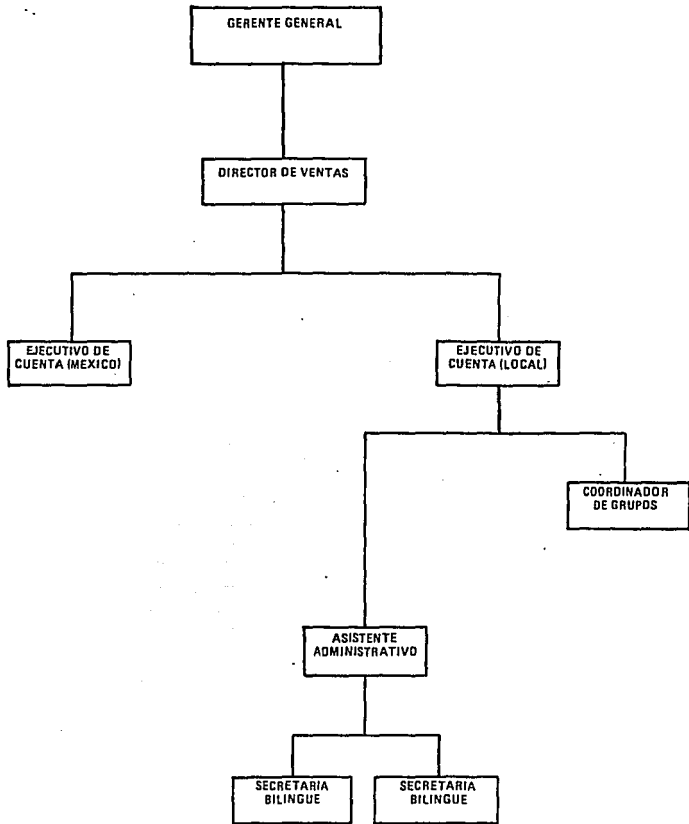 GERENTE GENERAL
DIRECTOR DE VENTAS
EJECUTIVO DE
CUENTA (MEXICO)
EJECUTIVO DE
CUENTA (LOCAL)
COORDINADOR
DE GRUPOS
ASISTENTE
ADMINISTRATIVO
SECRETARIA
BILINGUE
SECRETARIA
BILINGUE